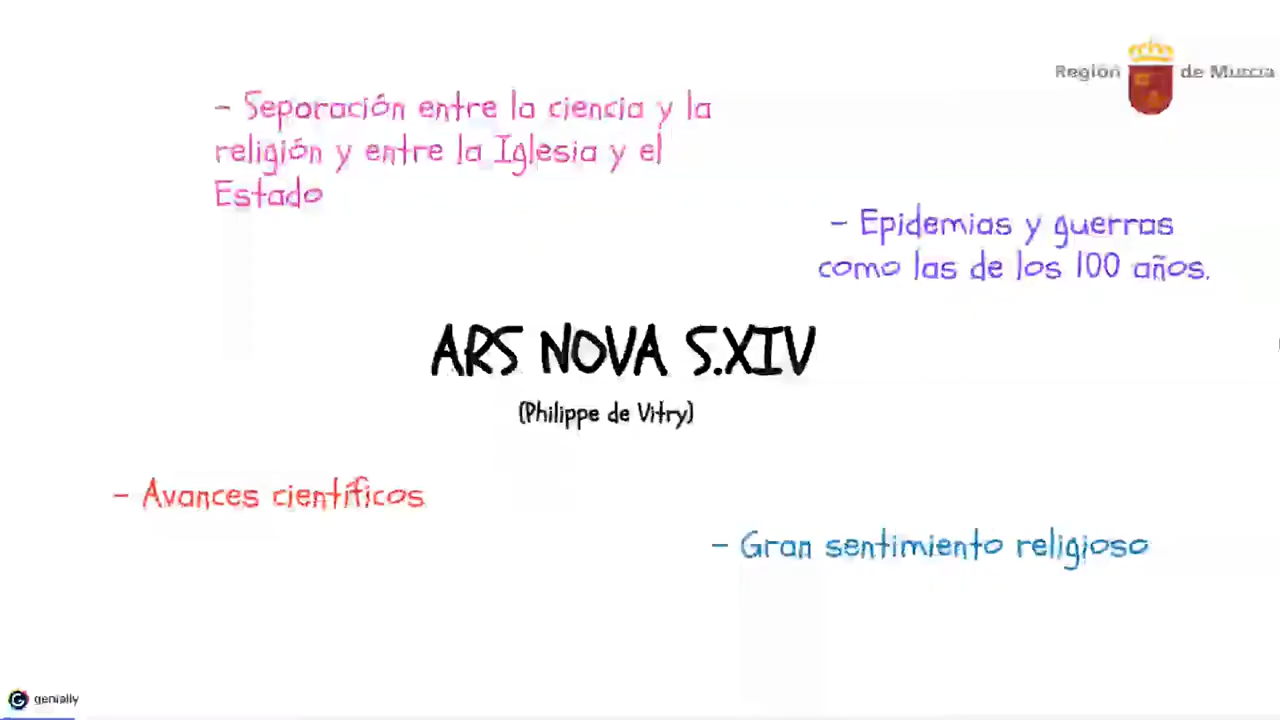 Región de Murcia
- Separación entre la ciencia y la
religión y entre la Iglesia y el
Estado
- Epidemias y guerras
como las de los 100 años.
ARS NOVA S.XIV
(Philippe de Vitry)
- Avances científicos
- Gran sentimiento religioso
genially